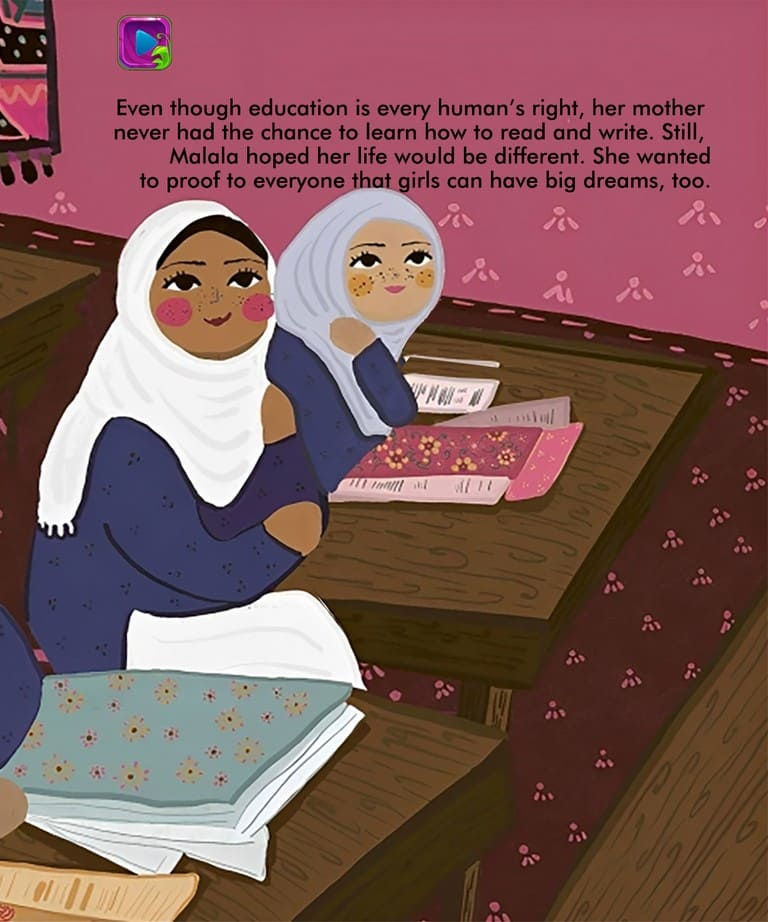 Even though education is every human’s right, her mother
never had the chance to learn how to read and write. Still,
Malala hoped her life would be different. She wanted
to proof to everyone that girls can have big dreams, too.